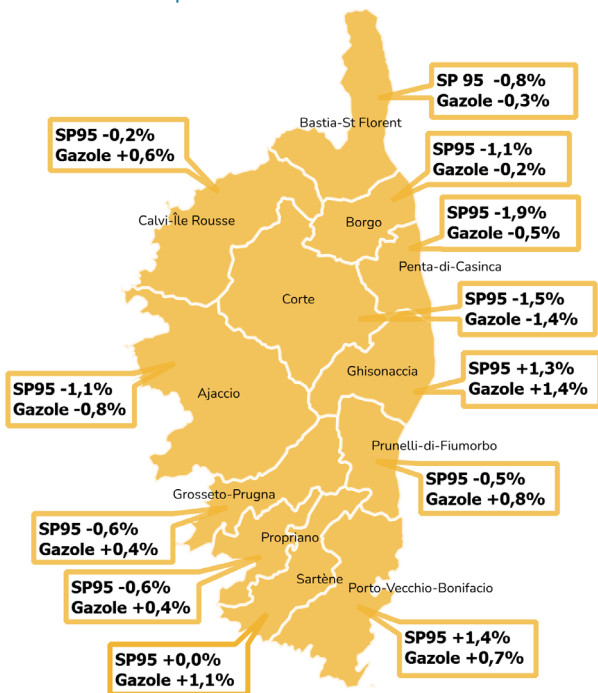 SP 95 -0,8%
Gazole -0,3%
Bastia-St Florent
SP95 -0,2%
Gazole +0,6%
SP95 -1,1%
Gazole -0,2%
Calvi-Île Rousse
Borgo
SP95 -1,9%
Gazole -0,5%
Penta-di-Casinca
Corte
SP95 -1,5%
Gazole -1,4%
Ghisonaccia
SP95 +1,3%
Gazole +1,4%
SP95 -1,1%
Gazole -0,8%
Ajaccio
Prunelli-di-Fiumorbo
SP95 -0,5%
Gazole +0,8%
Grosseto-Prugna
SP95 -0,6%
Gazole +0,4%
Propriano
SP95 -0,6%
Gazole +0,4%
Sartène
Porto-Vecchio-Bonifacio
SP95 +1,4%
Gazole +0,7%
SP95 +0,0%
Gazole +1,1%